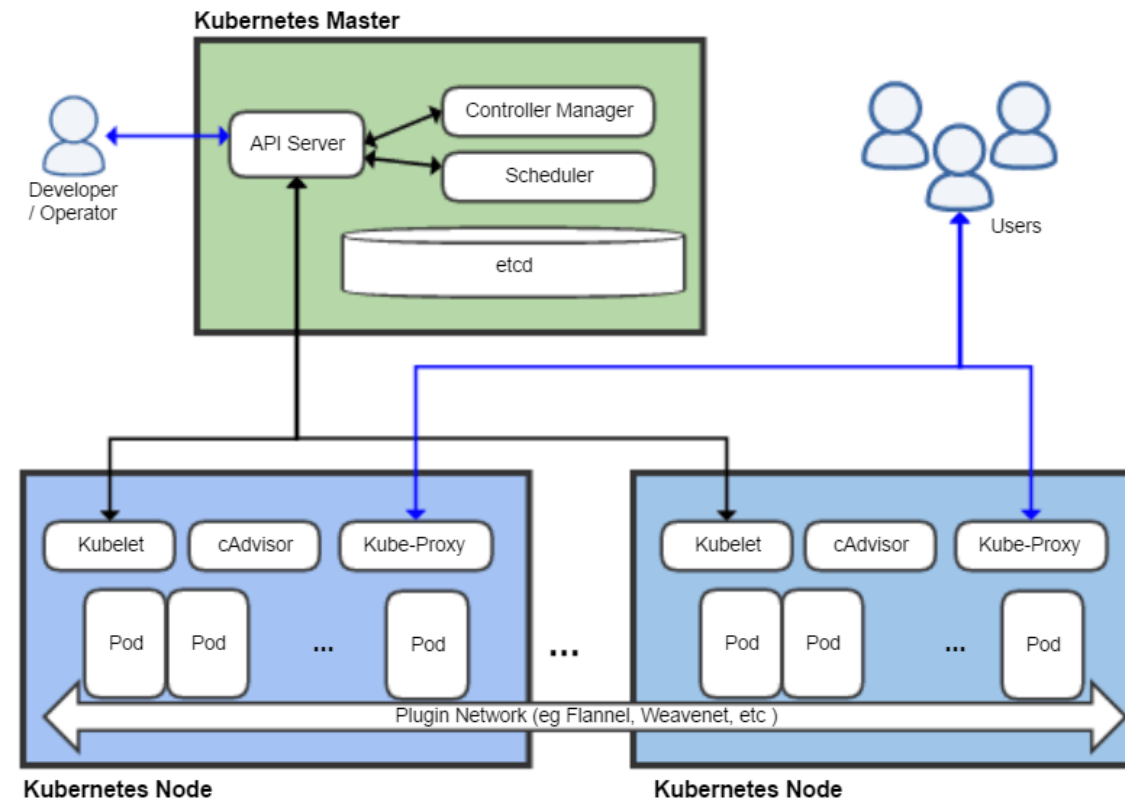 Kubernetes Master
API Server
Controller Manager
Scheduler
etcd
Developer
/ Operator
Users
Kubelet
cAdvisor
Kube-Proxy
Pod
Pod
...
Pod
...
Kubelet
cAdvisor
Kube-Proxy
Pod
Pod
...
Pod
Plugin Network (eg Flannel, Weavenet, etc )
Kubernetes Node
Kubernetes Node